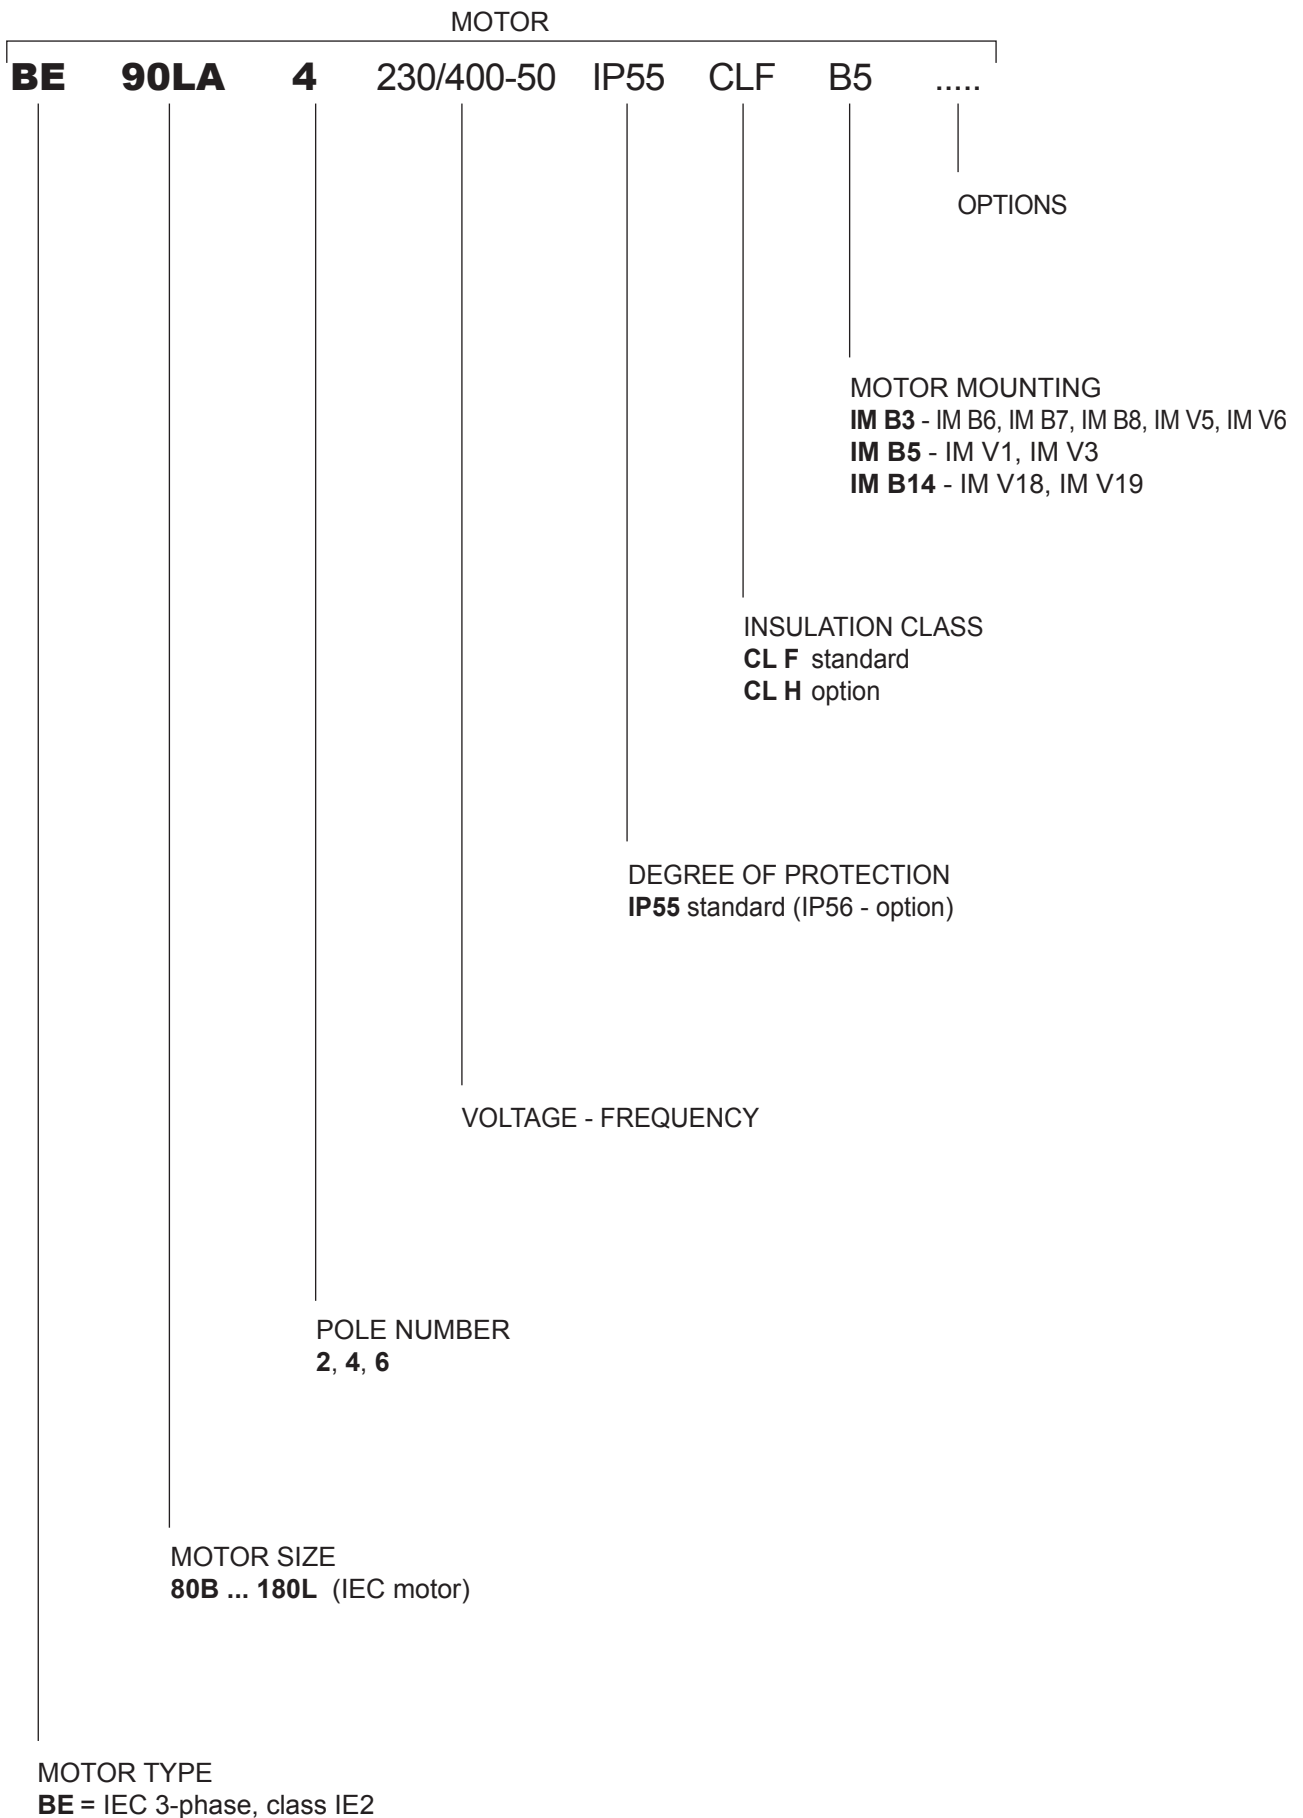 MOTOR
BE 90LA 4 230/400-50 IP55 CLF B5 .....
OPTIONS
MOTOR MOUNTING
IM B3 - IM B6, IM B7, IM B8, IM V5, IM V6
IM B5 - IM V1, IM V3
IM B14 - IM V18, IM V19
INSULATION CLASS
CL F standard
CL H option
DEGREE OF PROTECTION
IP55 standard (IP56 - option)
VOLTAGE - FREQUENCY
POLE NUMBER
2, 4, 6
MOTOR SIZE
80B ... 180L (IEC motor)
MOTOR TYPE
BE = IEC 3-phase, class IE2